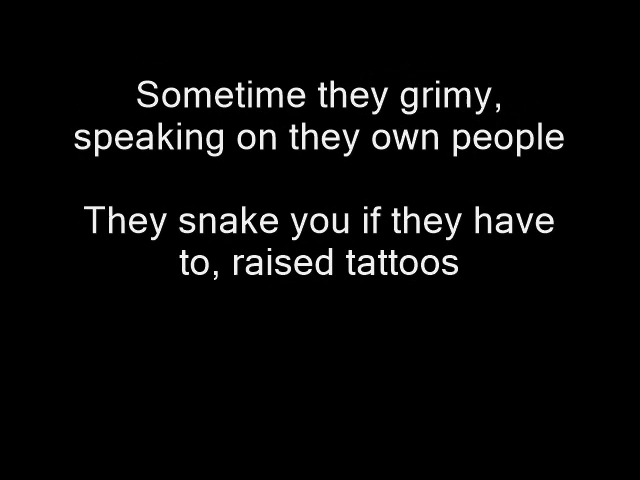 Sometime they grimy,
speaking on they own people
They snake you if they have
to, raised tattoos